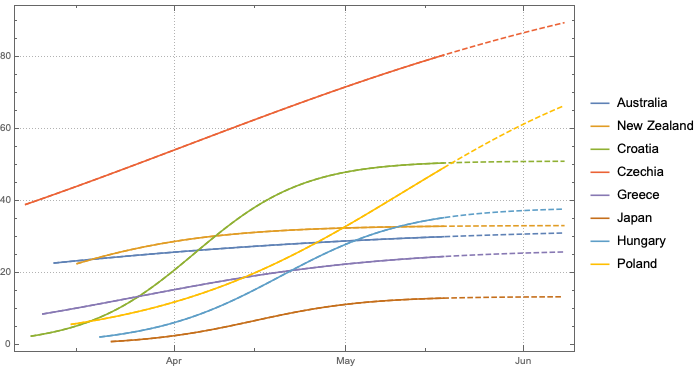 80
60
40
20
0
Apr
May
Jun
Australia
New Zealand
Croatia
Czechia
Greece
Japan
Hungary
Poland